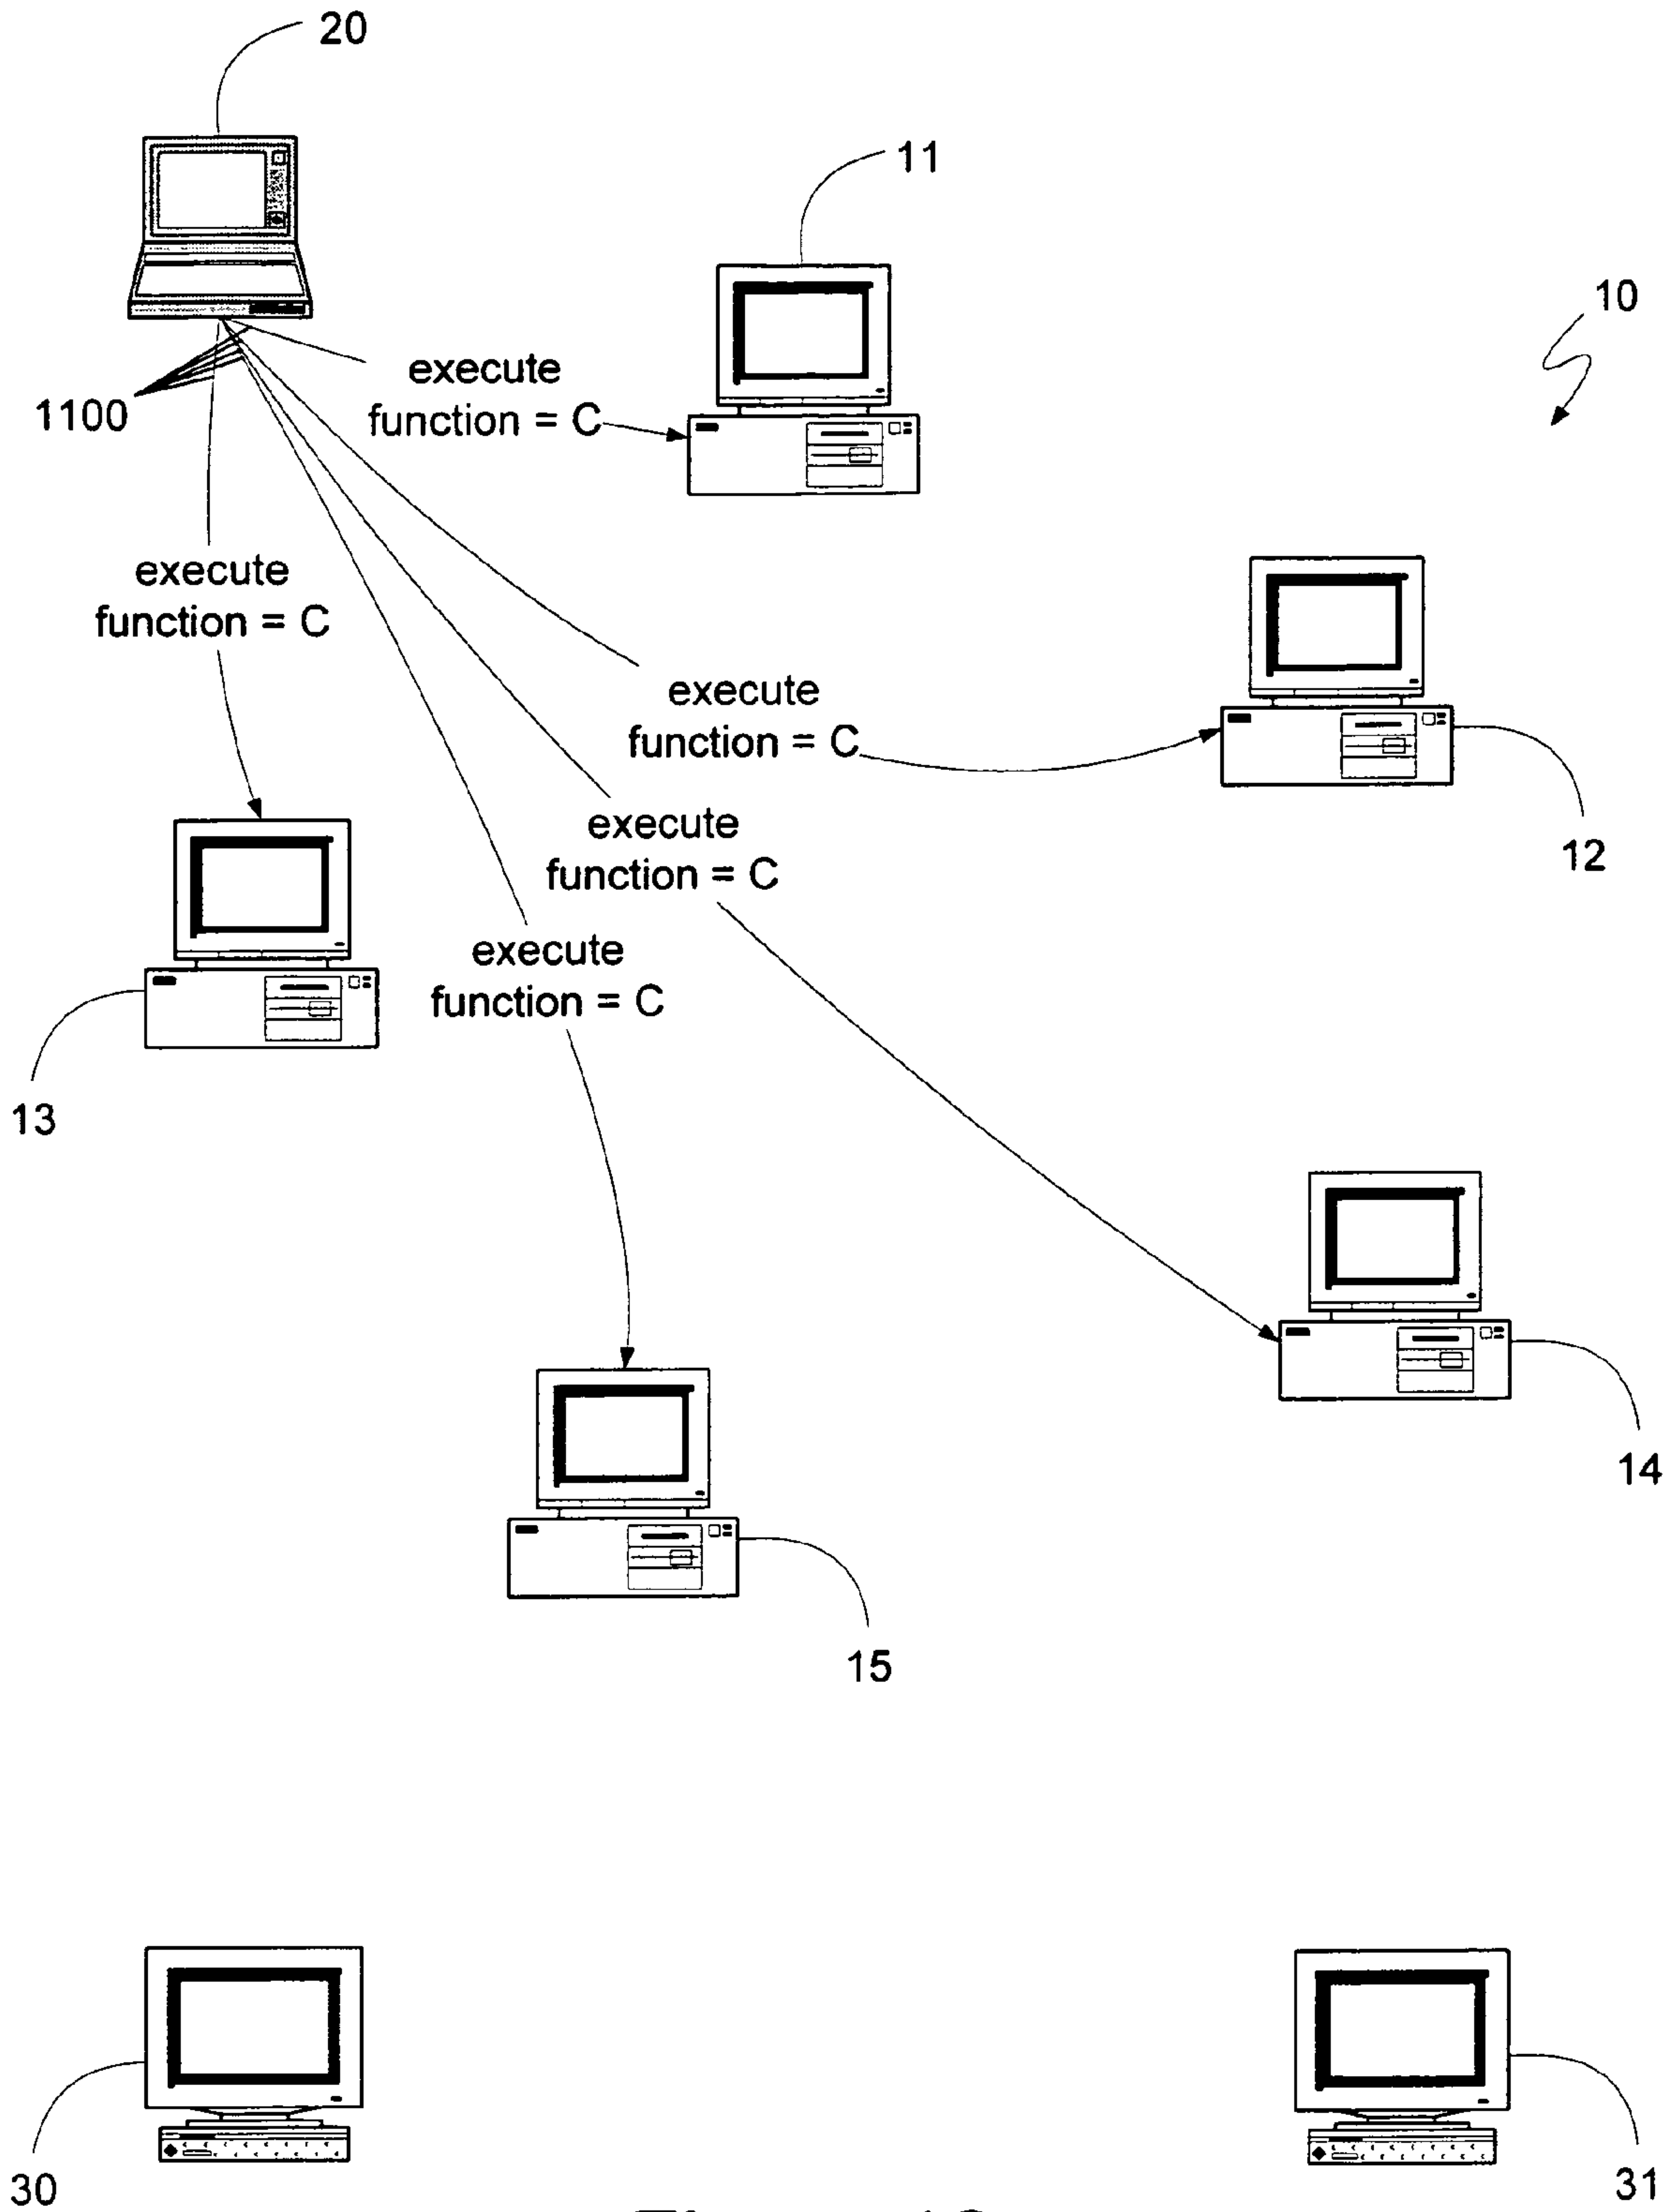 20
11
10
execute
function = C
1100
execute
function = C
execute
function = C
12
execute
function = C
execute
function = C
13
14
15
30
31